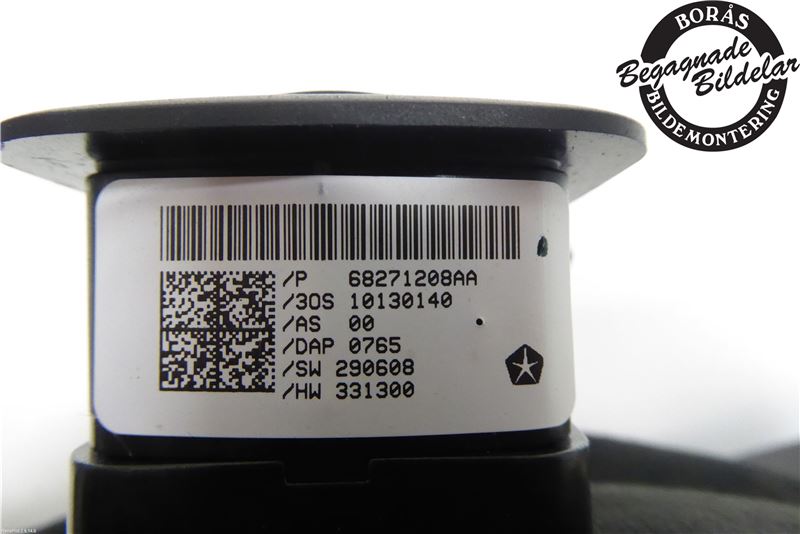 BORÅS
Begagnade
Bildelar
BILDEMONTERING
/P 68271208AA
/3OS 10130140
/AS 00
/DAP 0765
/SW 290608
/HW 331300